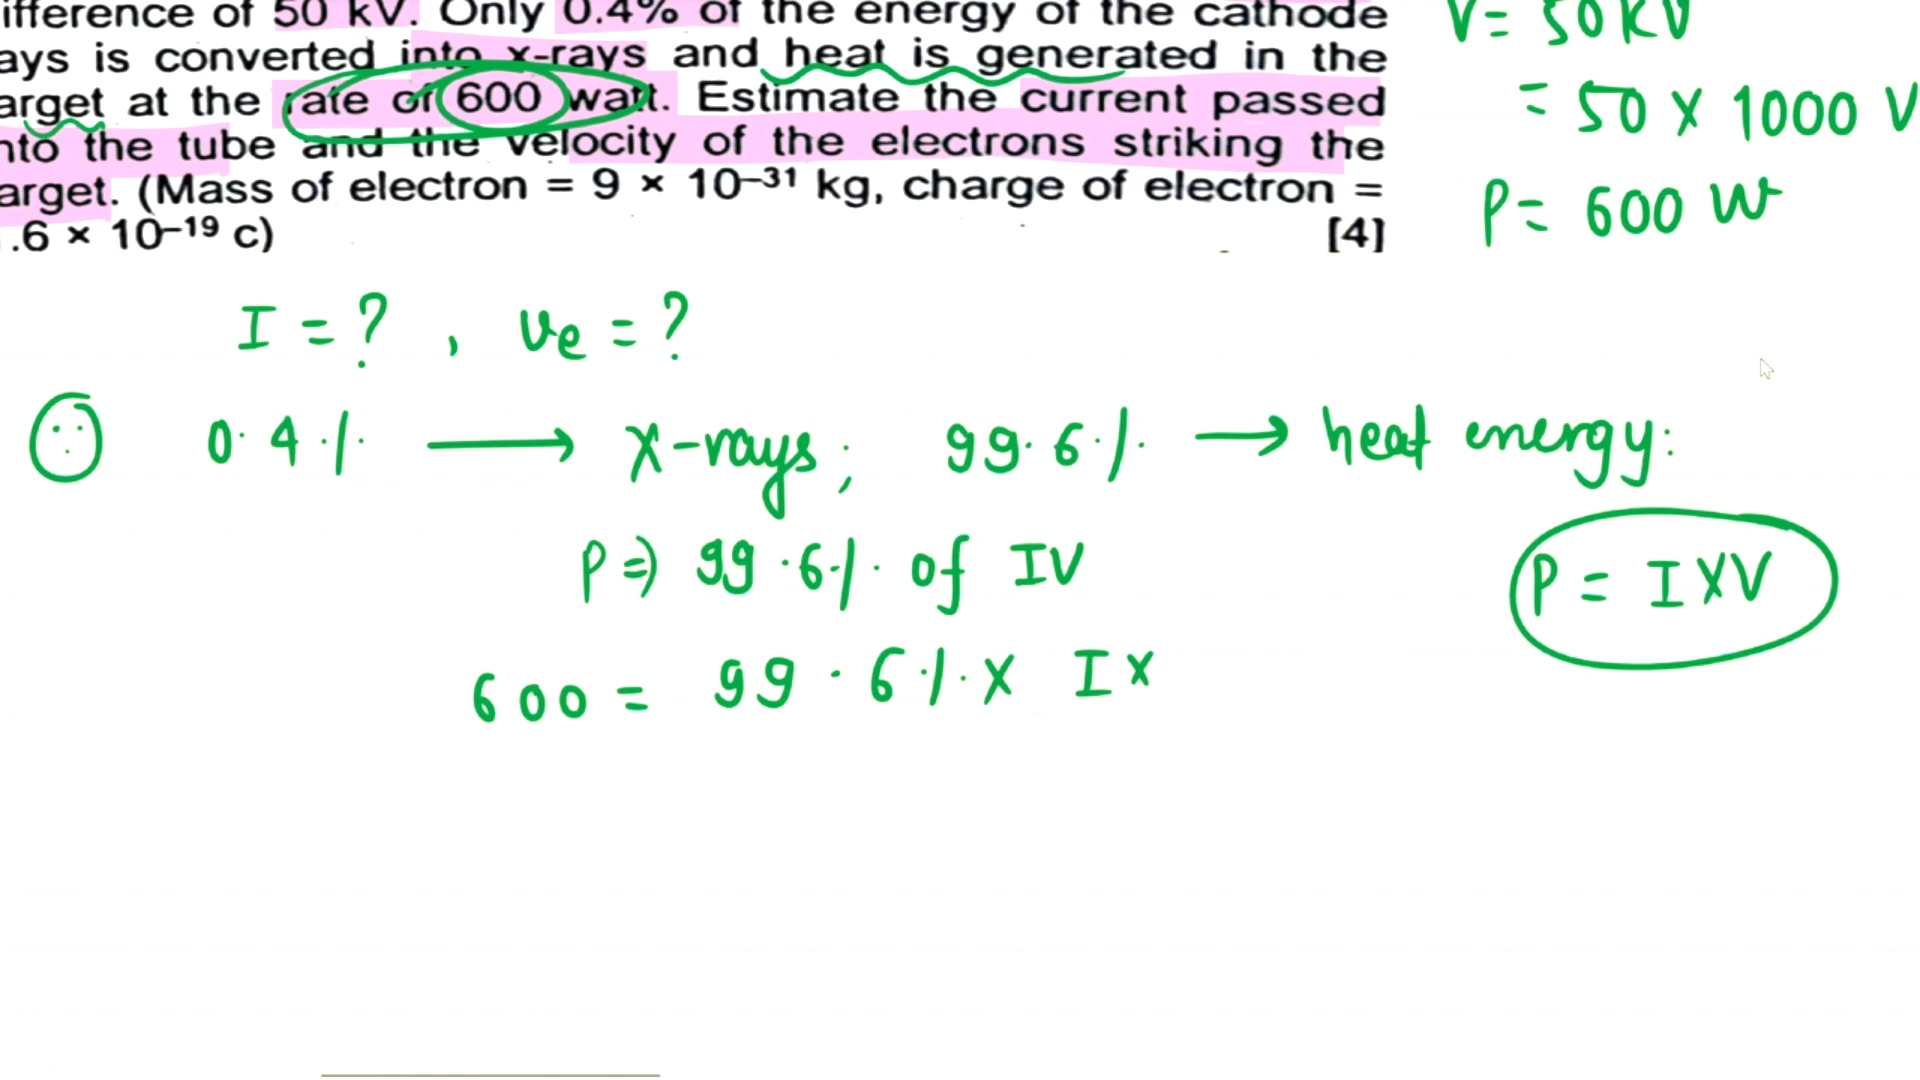 ifference of 50 kV. Only 0.4% of the energy of the cathode
ays is converted into x-rays and heat is generated in the
arget at the rate of 600 watt. Estimate the current passed
nto the tube and the velocity of the electrons striking the
arget. (Mass of electron = 9 × 10⁻³¹ kg, charge of electron =
.6 × 10⁻¹⁹ c) [4]
V = 50 KV
= 50 × 1000 V
P = 600 W
I = ? , ve = ?
0.4% → X-rays; 99.6% → heat energy:
P ⇒ 99.6% of IV
P = I X V
600 = 99.6% × I ×